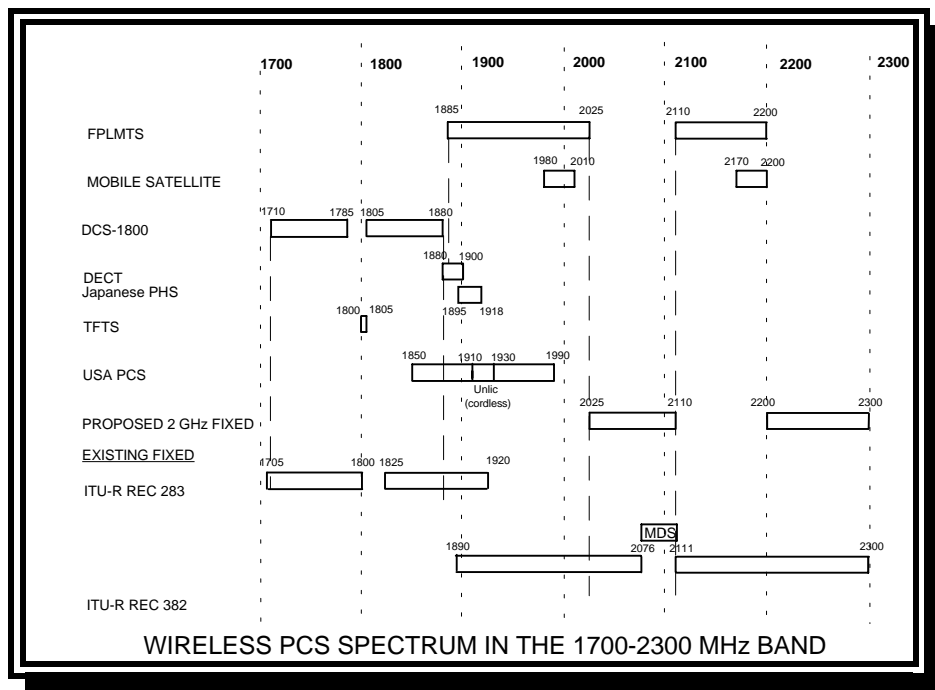 1700 1800 1900 2000 2100 2200 2300
1885 2025 2110 2200
FPLMTS
1980 2010 2170 2200
MOBILE SATELLITE
1710 1785 1805 1880
DCS-1800
1880 1900
DECT
Japanese PHS
1800 1805 1895 1918
TFTS
1850 1910 1930 1990
USA PCS
Unlic
(cordless)
2025 2110 2200 2300
PROPOSED 2 GHz FIXED
EXISTING FIXED
1705 1800 1825 1920
ITU-R REC 283
MDS
1890 2076 2111 2300
ITU-R REC 382
WIRELESS PCS SPECTRUM IN THE 1700-2300 MHz BAND